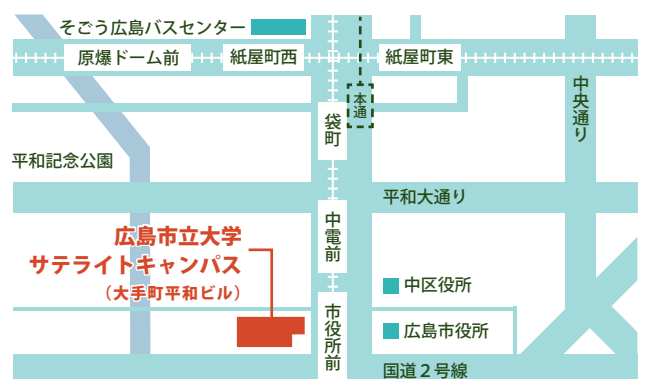 そごう広島バスセンター
原爆ドーム前
紙屋町西
紙屋町東
本通
袋町
中央通り
平和記念公園
平和大通り
中電前
広島市立大学
サテライトキャンパス
（大手町平和ビル）
中区役所
市役所前
広島市役所
国道２号線